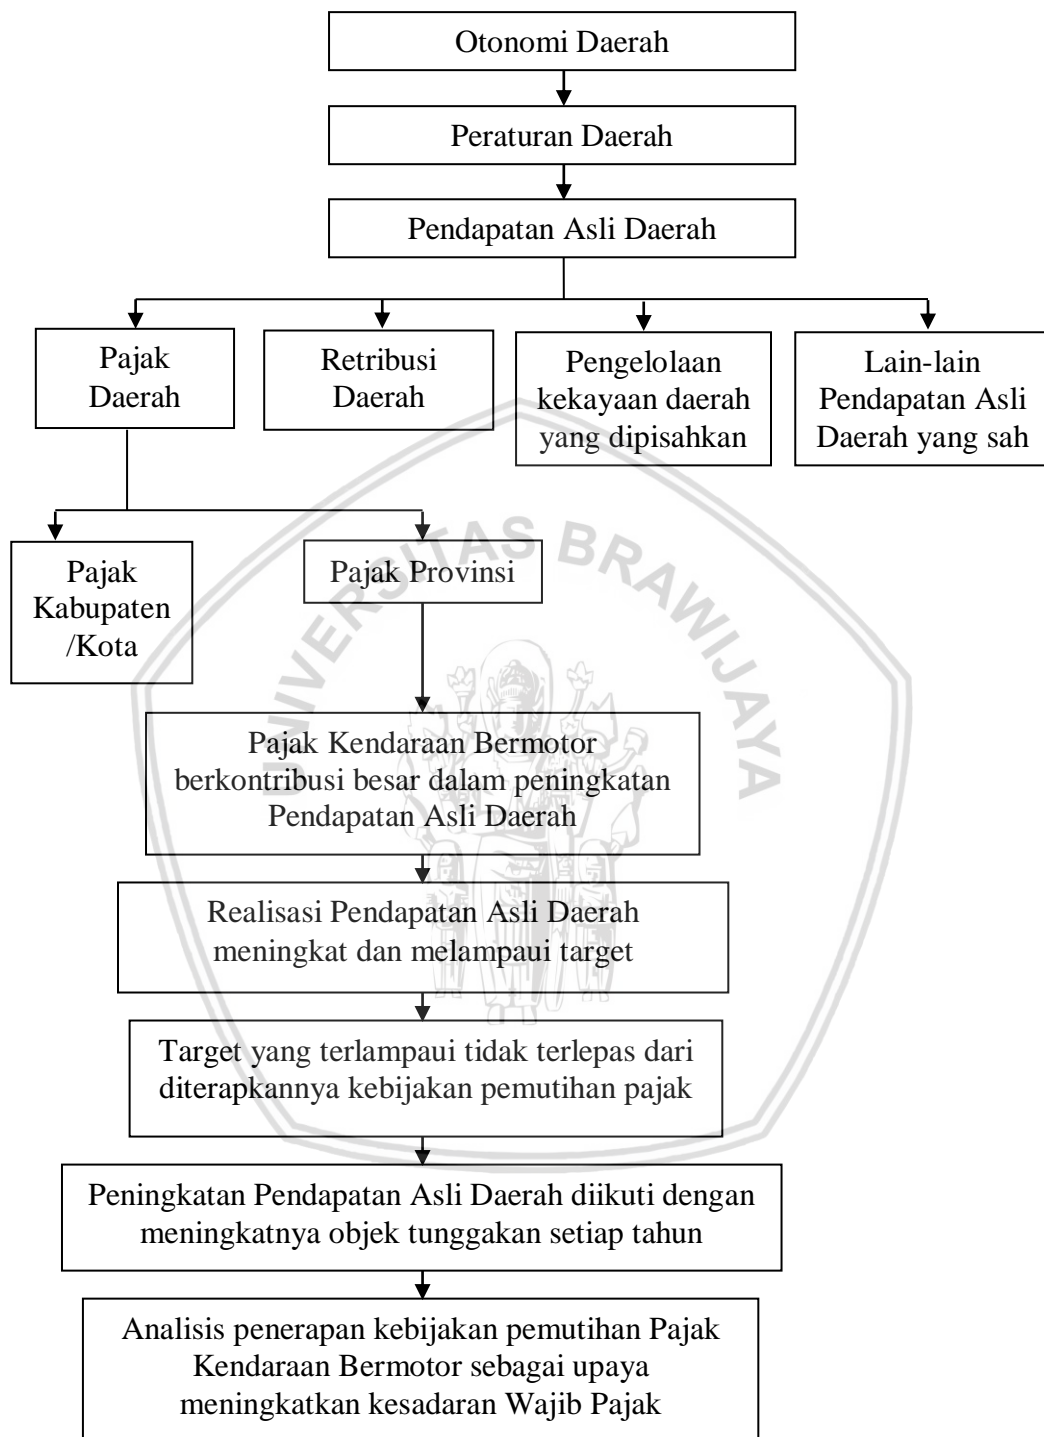 Otonomi Daerah
Peraturan Daerah
Pendapatan Asli Daerah
Pajak
Daerah
Retribusi
Daerah
Pengelolaan
kekayaan daerah
yang dipisahkan
Lain-lain
Pendapatan Asli
Daerah yang sah
Pajak
Kabupaten
/Kota
Pajak Provinsi
UNIVERSITAS BRAWIJAYA
Pajak Kendaraan Bermotor
berkontribusi besar dalam peningkatan
Pendapatan Asli Daerah
Realisasi Pendapatan Asli Daerah
meningkat dan melampaui target
Target yang terlampaui tidak terlepas dari
diterapkannya kebijakan pemutihan pajak
Peningkatan Pendapatan Asli Daerah diikuti dengan
meningkatnya objek tunggakan setiap tahun
Analisis penerapan kebijakan pemutihan Pajak
Kendaraan Bermotor sebagai upaya
meningkatkan kesadaran Wajib Pajak